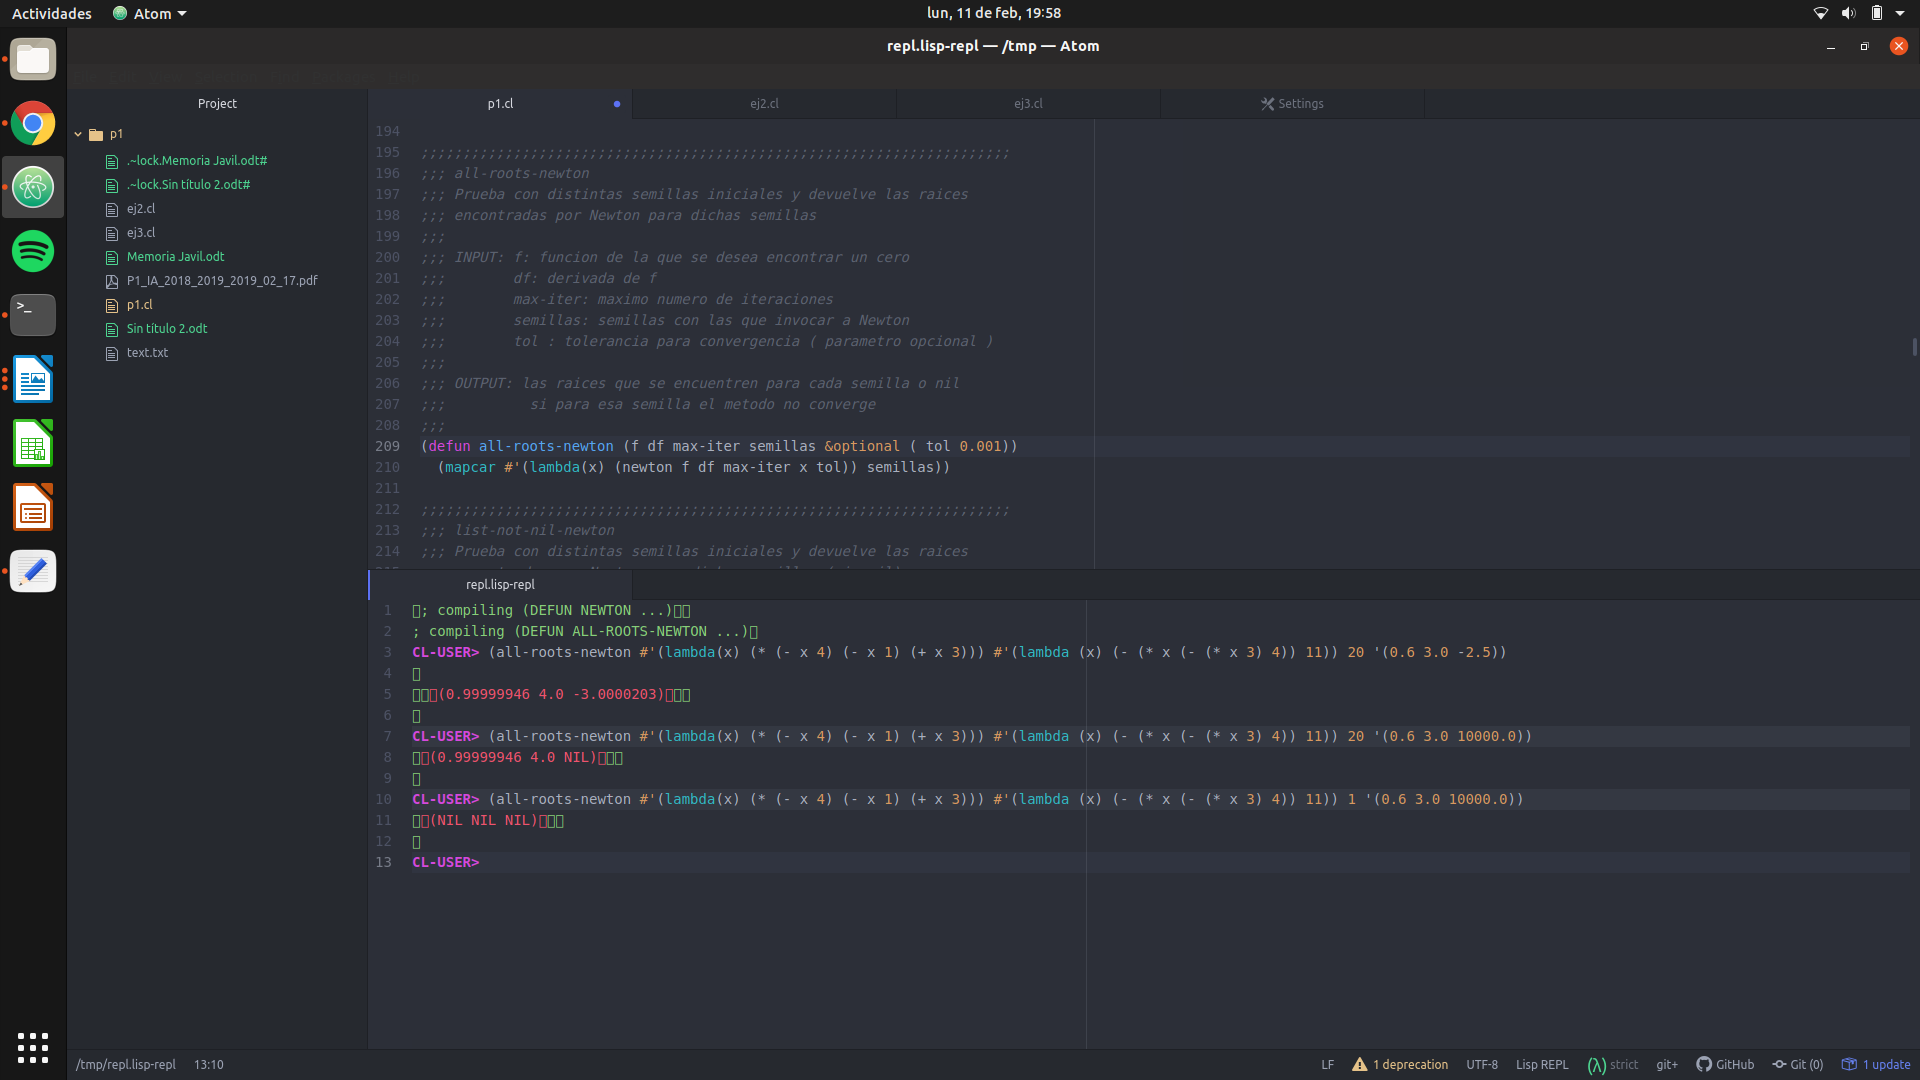 Actividades
Atom
lun, 11 de feb, 19:58
repl.lisp-repl — /tmp — Atom
Project
p1
.~lock.Memoria Javil.odt#
.~lock.Sin título 2.odt#
ej2.cl
ej3.cl
Memoria Javil.odt
P1_IA_2018_2019_2019_02_17.pdf
p1.cl
Sin título 2.odt
text.txt
p1.cl
ej2.cl
ej3.cl
Settings
194
195 ;;;;;;;;;;;;;;;;;;;;;;;;;;;;;;;;;;;;;;;;;;;;;;;;;;;;;;;;;;;;;;;;;;;;;;
196 ;;; all-roots-newton
197 ;;; Prueba con distintas semillas iniciales y devuelve las raices
198 ;;; encontradas por Newton para dichas semillas
199 ;;;
200 ;;; INPUT: f: funcion de la que se desea encontrar un cero
201 ;;;        df: derivada de f
202 ;;;        max-iter: maximo numero de iteraciones
203 ;;;        semillas: semillas con las que invocar a Newton
204 ;;;        tol : tolerancia para convergencia ( parametro opcional )
205 ;;;
206 ;;; OUTPUT: las raices que se encuentren para cada semilla o nil
207 ;;;          si para esa semilla el metodo no converge
208 ;;;
209 (defun all-roots-newton (f df max-iter semillas &optional ( tol 0.001))
210   (mapcar #'(lambda(x) (newton f df max-iter x tol)) semillas))
211
212 ;;;;;;;;;;;;;;;;;;;;;;;;;;;;;;;;;;;;;;;;;;;;;;;;;;;;;;;;;;;;;;;;;;;;;;
213 ;;; list-not-nil-newton
214 ;;; Prueba con distintas semillas iniciales y devuelve las raices
repl.lisp-repl
1 ; compiling (DEFUN NEWTON ...)
2 ; compiling (DEFUN ALL-ROOTS-NEWTON ...)
3 CL-USER> (all-roots-newton #'(lambda(x) (* (- x 4) (- x 1) (+ x 3))) #'(lambda (x) (- (* x (- (* x 3) 4)) 11)) 20 '(0.6 3.0 -2.5))
4
5 (0.99999946 4.0 -3.0000203)
6
7 CL-USER> (all-roots-newton #'(lambda(x) (* (- x 4) (- x 1) (+ x 3))) #'(lambda (x) (- (* x (- (* x 3) 4)) 11)) 20 '(0.6 3.0 10000.0))
8 (0.99999946 4.0 NIL)
9
10 CL-USER> (all-roots-newton #'(lambda(x) (* (- x 4) (- x 1) (+ x 3))) #'(lambda (x) (- (* x (- (* x 3) 4)) 11)) 1 '(0.6 3.0 10000.0))
11 (NIL NIL NIL)
12
13 CL-USER>
/tmp/repl.lisp-repl 13:10
LF 1 deprecation UTF-8 Lisp REPL (λ) strict git+ GitHub Git (0) 1 update